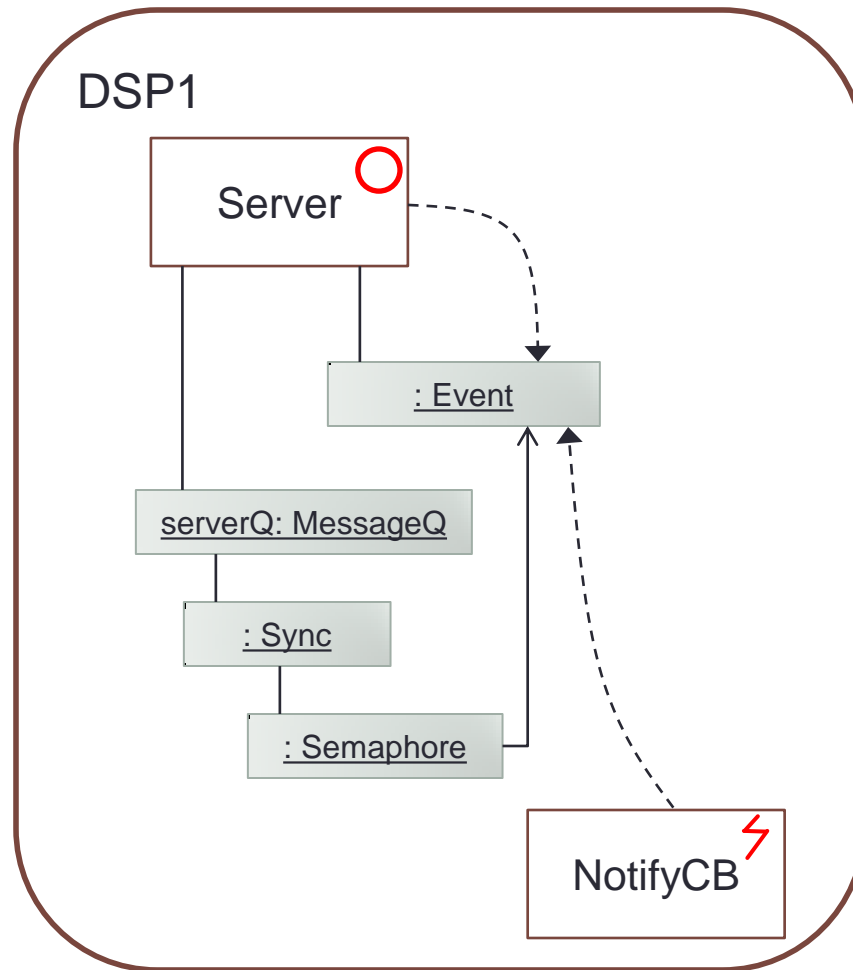 DSP1
Server
: Event
serverQ: MessageQ
: Sync
: Semaphore
NotifyCB